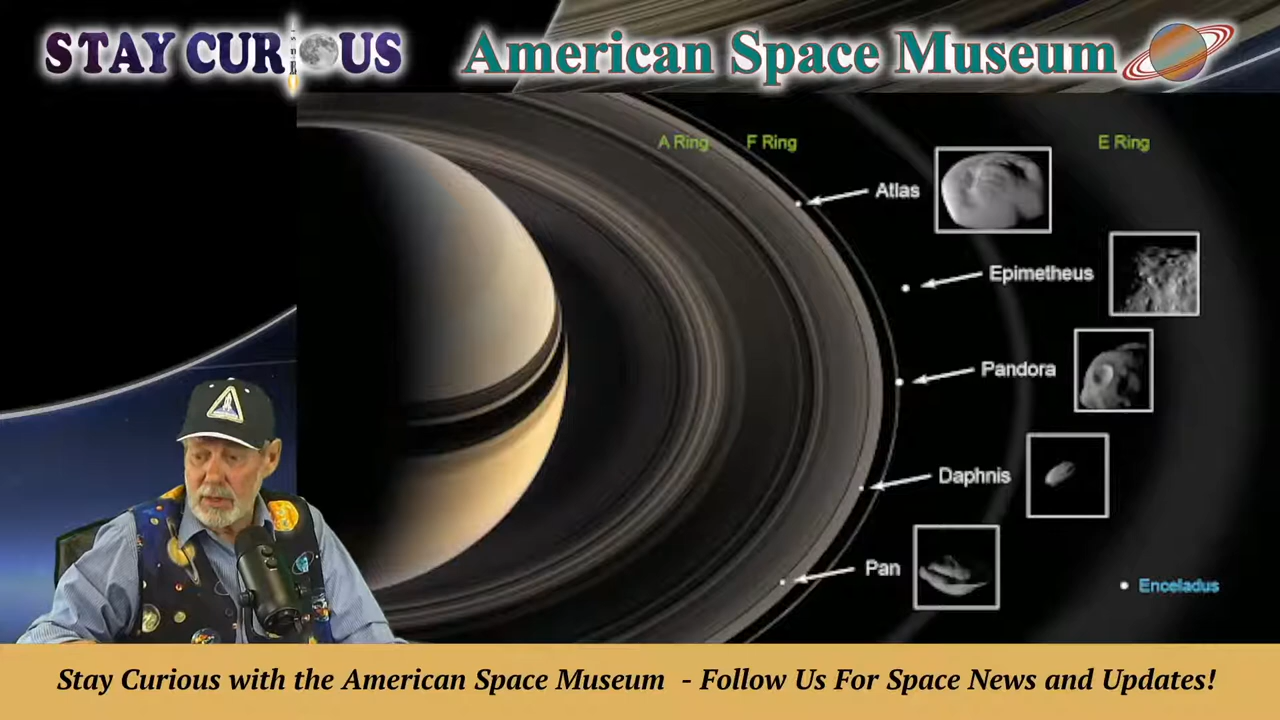 STAY CURIOUS
American Space Museum
A Ring
F Ring
E Ring
Atlas
Epimetheus
Pandora
Daphnis
Pan
Enceladus
Stay Curious with the American Space Museum - Follow Us For Space News and Updates!